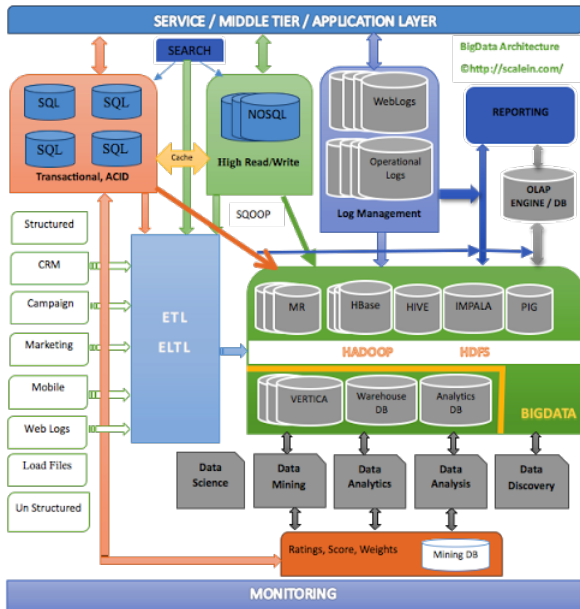 SERVICE / MIDDLE TIER / APPLICATION LAYER
SEARCH
BigData Architecture
©http://scalein.com/
SQL
SQL
SQL
SQL
Transactional, ACID
Cache
NOSQL
High Read/Write
WebLogs
Operational
Logs
Log Management
REPORTING
OLAP
ENGINE / DB
SQOOP
Structured
CRM
Campaign
Marketing
Mobile
Web Logs
Load Files
Un Structured
ETL
ELTL
MR
HBase
HIVE
IMPALA
PIG
HADOOP HDFS
VERTICA
Warehouse
DB
Analytics
DB
BIGDATA
Data
Science
Data
Mining
Data
Analytics
Data
Analysis
Data
Discovery
Ratings, Score, Weights
Mining DB
MONITORING